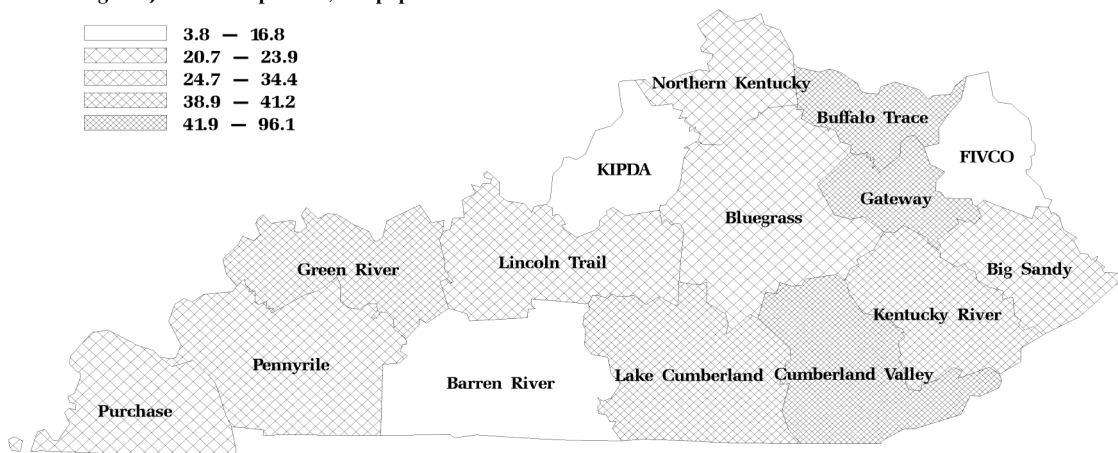 3.8 – 16.8
20.7 – 23.9
24.7 – 34.4
38.9 – 41.2
41.9 – 96.1
Northern Kentucky
Buffalo Trace
FIVCO
KIPDA
Gateway
Bluegrass
Lincoln Trail
Green River
Big Sandy
Kentucky River
Pennyrile
Barren River
Lake Cumberland
Cumberland Valley
Purchase